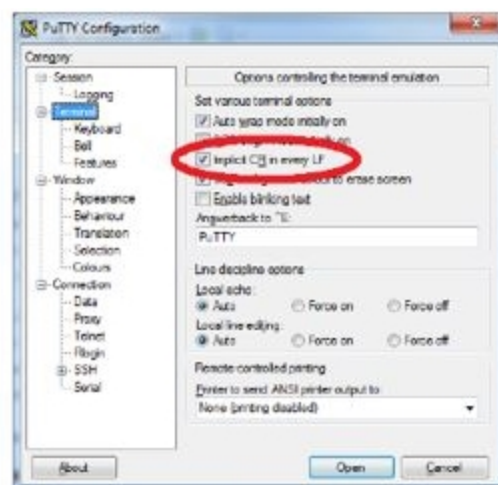 PuTTY Configuration
Category:
Session
Logging
Terminal
Keyboard
Bell
Features
Window
Appearance
Behaviour
Translation
Selection
Colours
Connection
Data
Proxy
Telnet
Rlogin
SSH
Serial
Options controlling the terminal emulation
Set various terminal options
Auto wrap mode initially on
Implicit CR in every LF
to erase screen
Enable blinking text
Answerback to ^E:
PuTTY
Line discipline options
Local echo:
Auto Force on Force off
Local line editing:
Auto Force on Force off
Remote-controlled printing
Printer to send ANSI printer output to:
None (printing disabled)
About Open Cancel